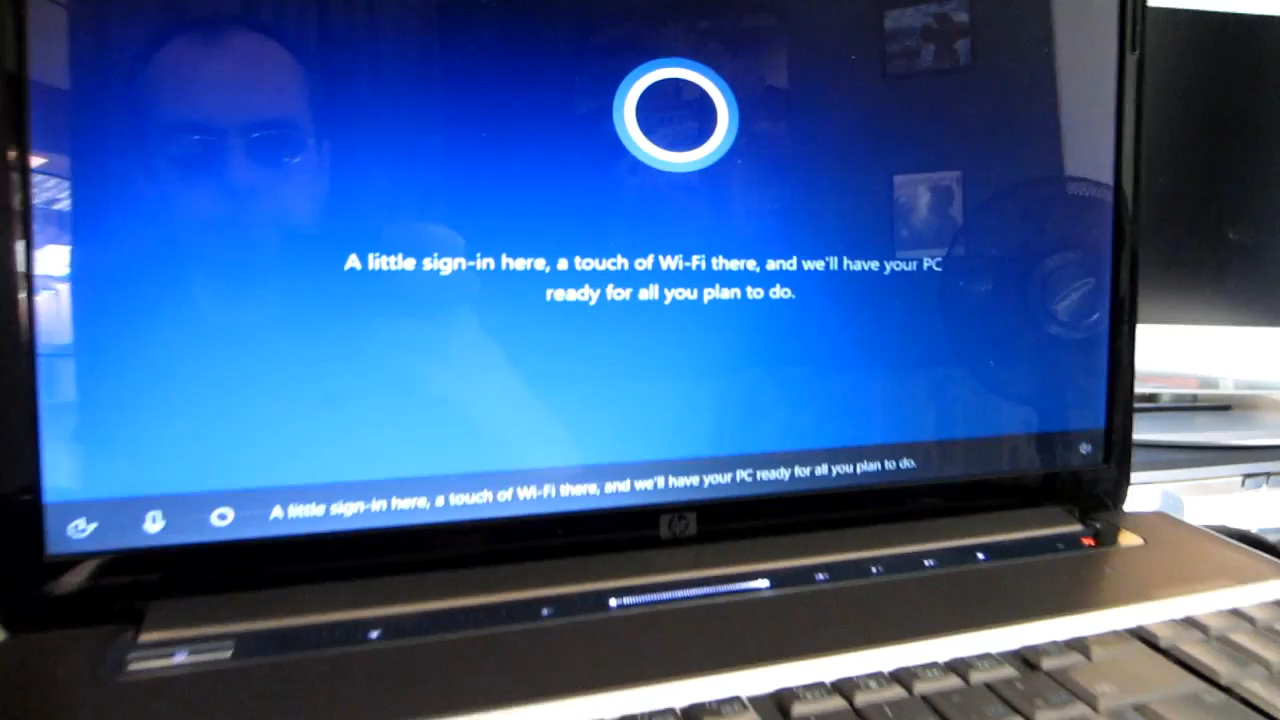 A little sign-in here, a touch of Wi-Fi there, and we'll have your PC
ready for all you plan to do.
A little sign-in here, a touch of Wi-Fi there, and we'll have your PC ready for all you plan to do.
hp